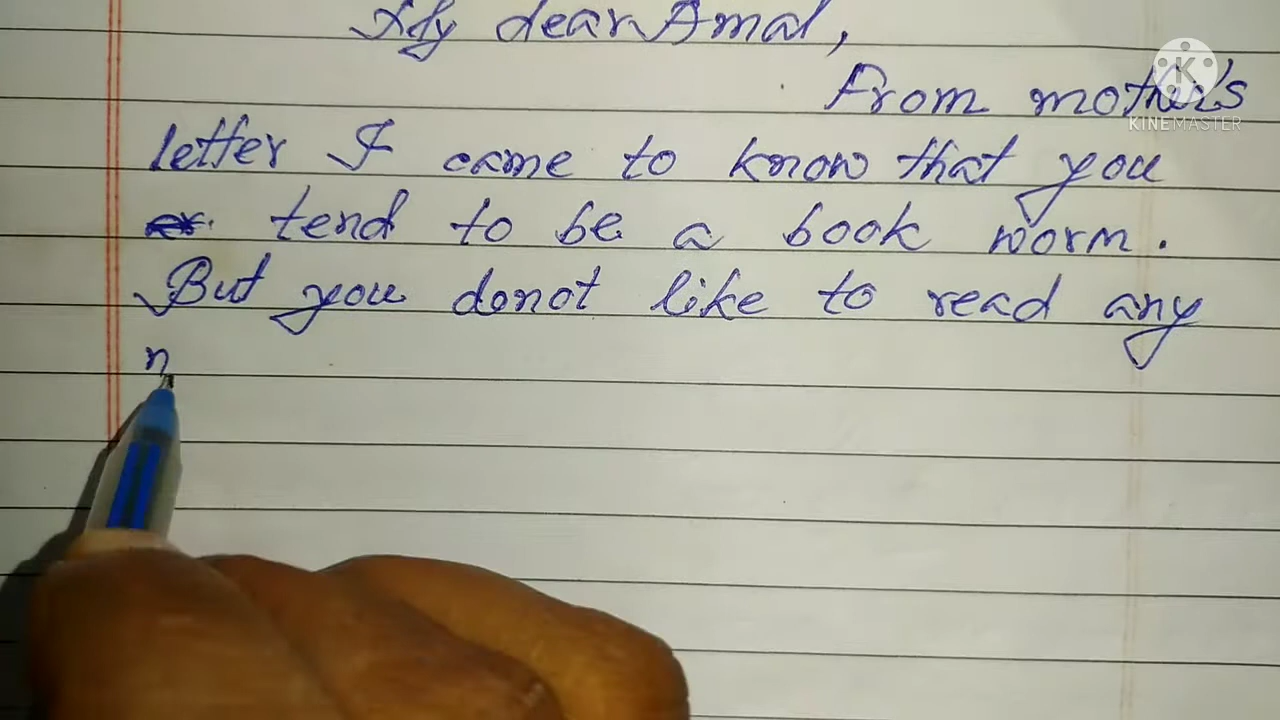 My dear Amal,
From mother's
letter I came to know that you
tend to be a book worm.
But you donot like to read any
n
KINEMASTER